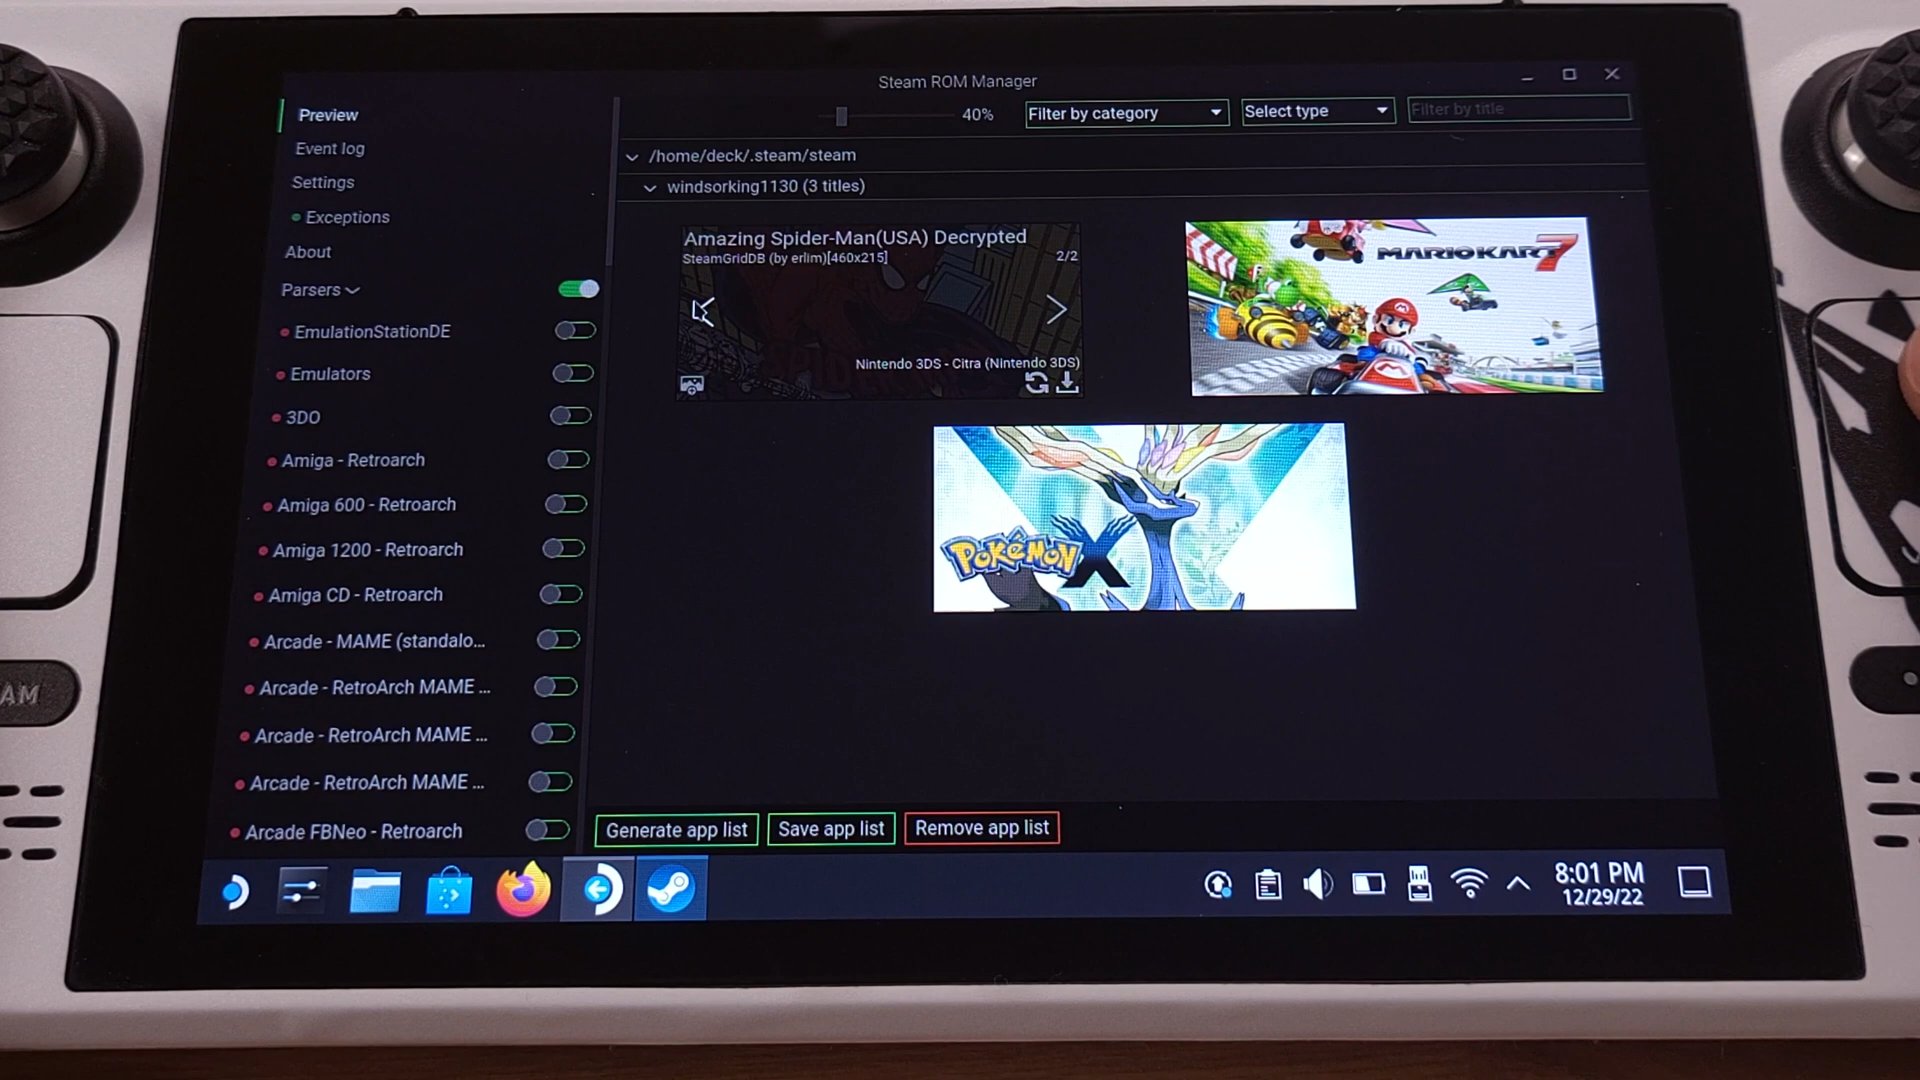 Steam ROM Manager
Preview
Event log
Settings
Exceptions
About
Parsers
EmulationStationDE
Emulators
3DO
Amiga - Retroarch
Amiga 600 - Retroarch
Amiga 1200 - Retroarch
Amiga CD - Retroarch
Arcade - MAME (standalo...
Arcade - RetroArch MAME ...
Arcade - RetroArch MAME ...
Arcade - RetroArch MAME ...
Arcade FBNeo - Retroarch
40%
Filter by category
Select type
Filter by title
/home/deck/.steam/steam
windsorking1130 (3 titles)
Amazing Spider-Man(USA) Decrypted
SteamGridDB (by erlim)[460x215]
2/2
Nintendo 3DS - Citra (Nintendo 3DS)
MARIOKART 7
POKÉMON X
Generate app list
Save app list
Remove app list
8:01 PM
12/29/22
AM